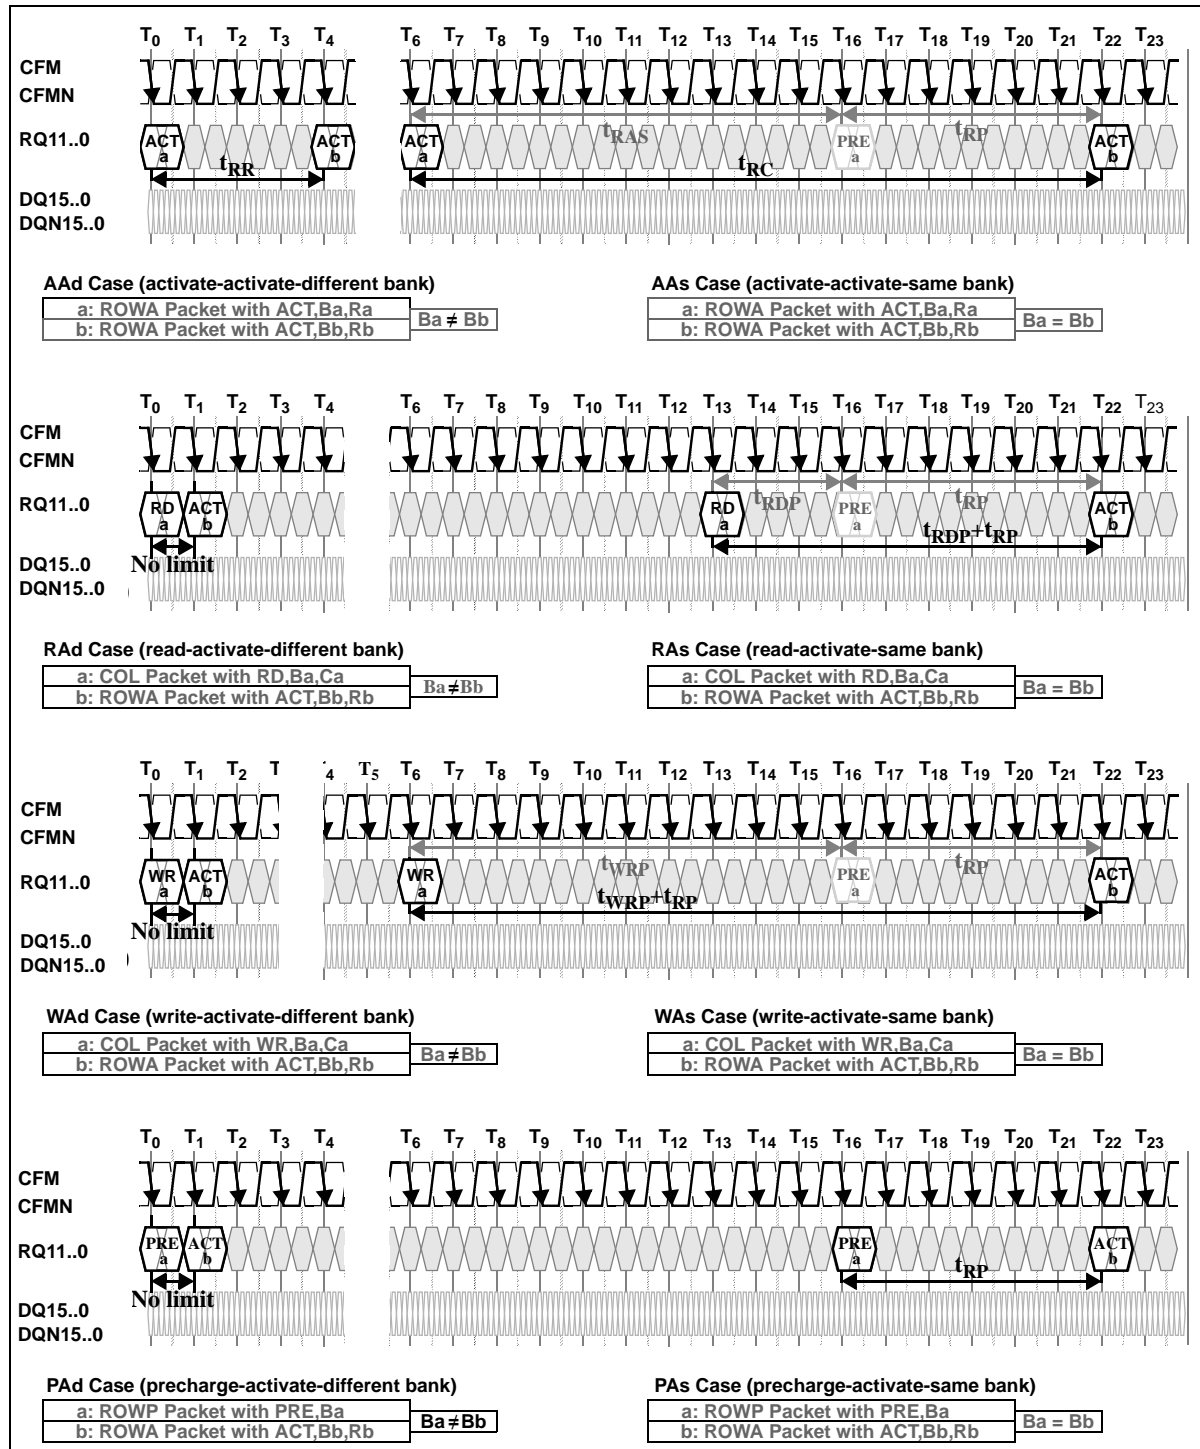 T0 T1 T2 T3 T4 T6 T7 T8 T9 T10 T11 T12 T13 T14 T15 T16 T17 T18 T19 T20 T21 T22 T23
CFM
CFMN
tRAS tRP
RQ11..0 ACT a ACT b ACT a PRE a ACT b
tRR tRC
DQ15..0
DQN15..0
AAd Case (activate-activate-different bank) AAs Case (activate-activate-same bank)
a: ROWA Packet with ACT,Ba,Ra a: ROWA Packet with ACT,Ba,Ra
Ba ≠ Bb Ba = Bb
b: ROWA Packet with ACT,Bb,Rb b: ROWA Packet with ACT,Bb,Rb
T0 T1 T2 T3 T4 T6 T7 T8 T9 T10 T11 T12 T13 T14 T15 T16 T17 T18 T19 T20 T21 T22 T23
CFM
CFMN
RQ11..0 RD a ACT b RD a tRDP PRE a tRP ACT b
tRDP+tRP
DQ15..0 No limit
DQN15..0
RAd Case (read-activate-different bank) RAs Case (read-activate-same bank)
a: COL Packet with RD,Ba,Ca a: COL Packet with RD,Ba,Ca
Ba≠Bb Ba = Bb
b: ROWA Packet with ACT,Bb,Rb b: ROWA Packet with ACT,Bb,Rb
T0 T1 T2 4 T5 T6 T7 T8 T9 T10 T11 T12 T13 T14 T15 T16 T17 T18 T19 T20 T21 T22 T23
CFM
CFMN
tWRP tRP
RQ11..0 WR a ACT b WR a PRE a ACT b
tWRP+tRP
No limit
DQ15..0
DQN15..0
WAd Case (write-activate-different bank) WAs Case (write-activate-same bank)
a: COL Packet with WR,Ba,Ca a: COL Packet with WR,Ba,Ca
Ba≠Bb Ba = Bb
b: ROWA Packet with ACT,Bb,Rb b: ROWA Packet with ACT,Bb,Rb
T0 T1 T2 T3 T4 T6 T7 T8 T9 T10 T11 T12 T13 T14 T15 T16 T17 T18 T19 T20 T21 T22 T23
CFM
CFMN
RQ11..0 PRE a ACT b PRE a ACT b
tRP
No limit
DQ15..0
DQN15..0
PAd Case (precharge-activate-different bank) PAs Case (precharge-activate-same bank)
a: ROWP Packet with PRE,Ba a: ROWP Packet with PRE,Ba
Ba≠Bb Ba = Bb
b: ROWA Packet with ACT,Bb,Rb b: ROWA Packet with ACT,Bb,Rb